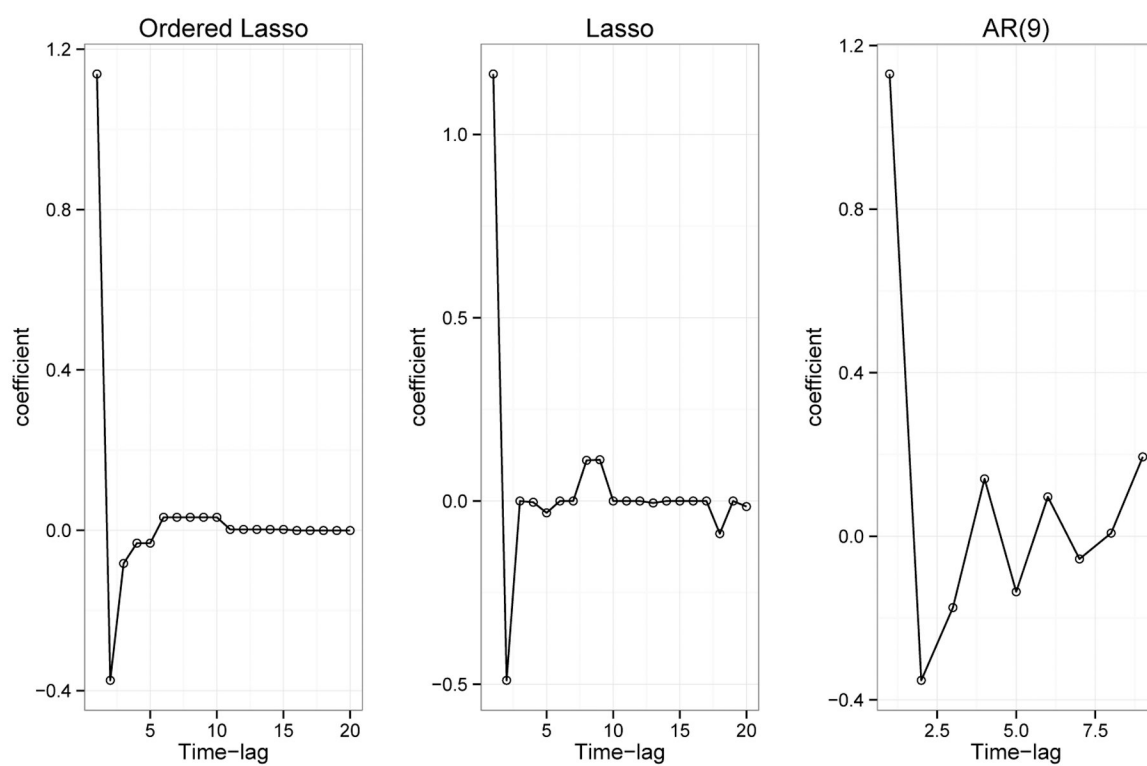 Ordered Lasso
1.2
0.8
0.4
0.0
−0.4
coefficient
5 10 15 20
Time−lag
Lasso
1.0
0.5
0.0
−0.5
coefficient
5 10 15 20
Time−lag
AR(9)
1.2
0.8
0.4
0.0
−0.4
coefficient
2.5 5.0 7.5
Time−lag